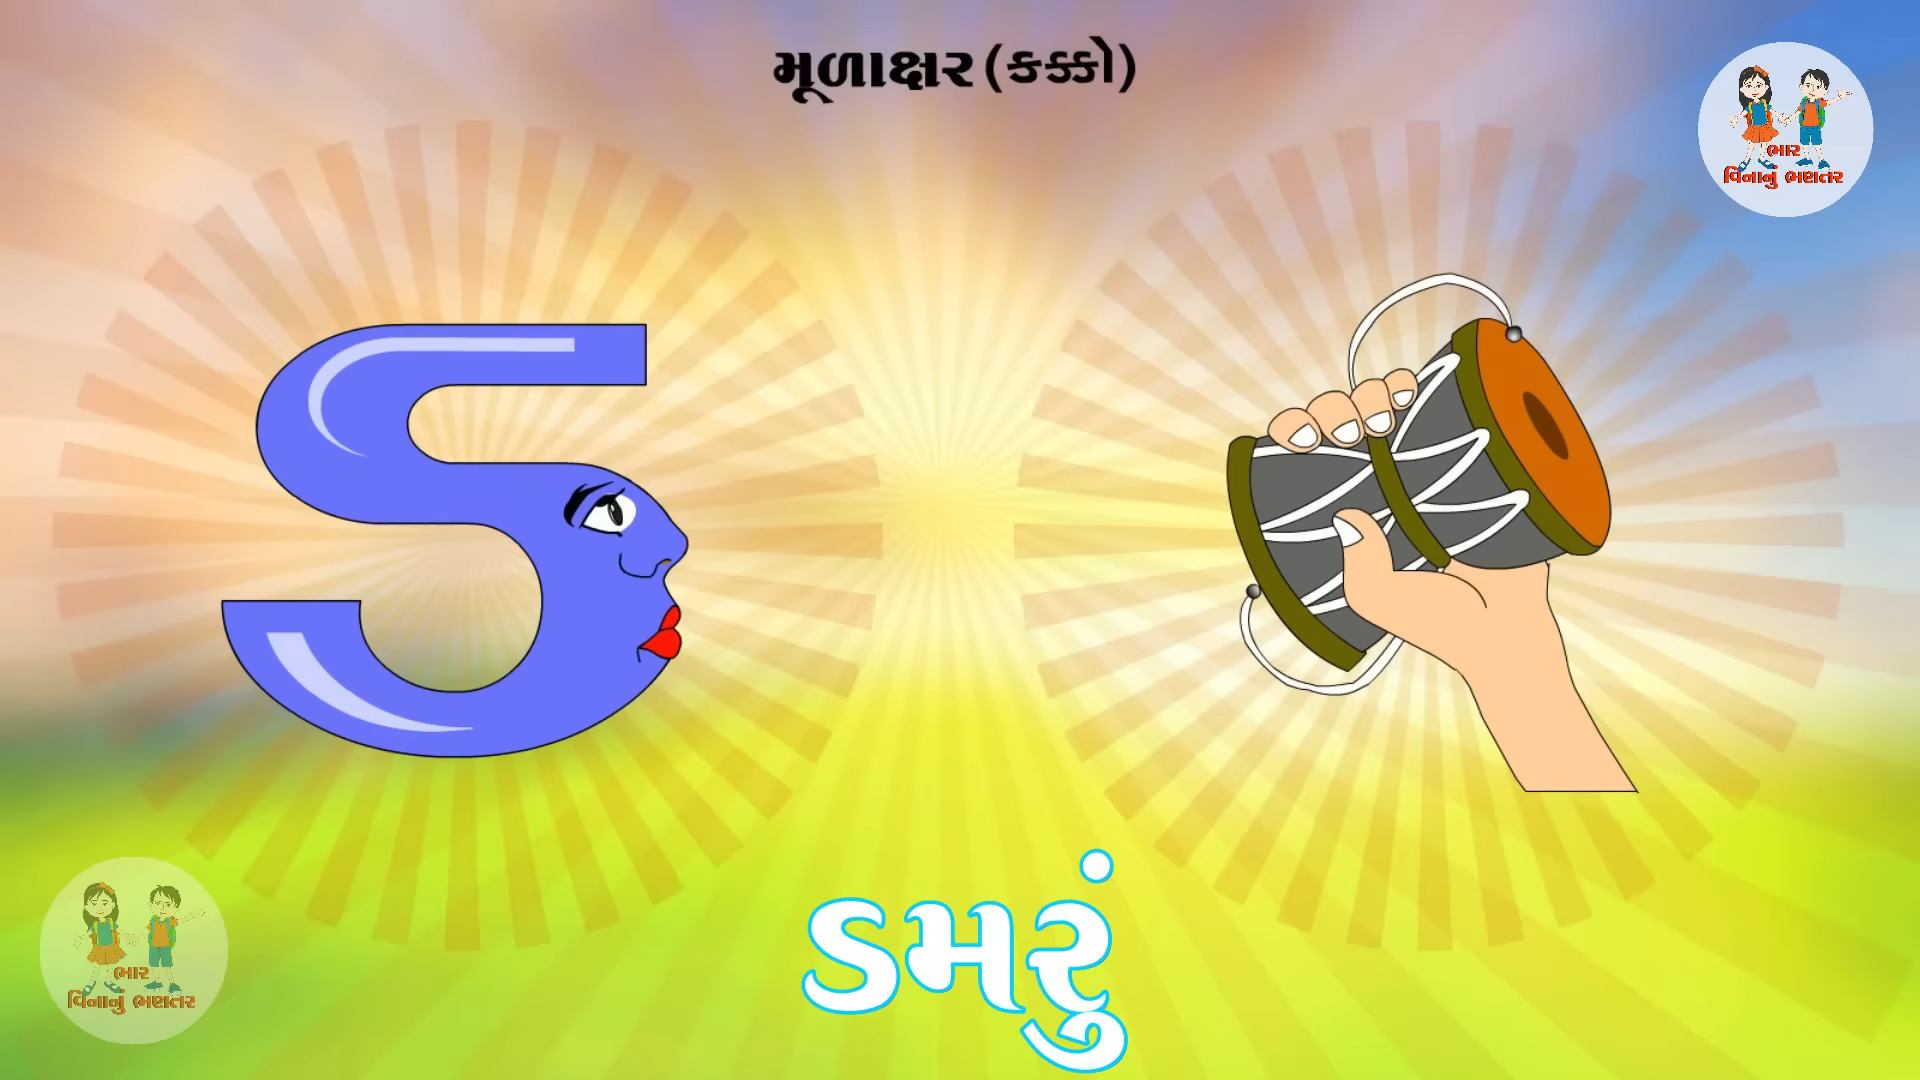 મૂળાક્ષર (કક્કો)
ભાર
વિનાનું ભણતર
ડ
ડમરું
ભાર
વિનાનું ભણતર